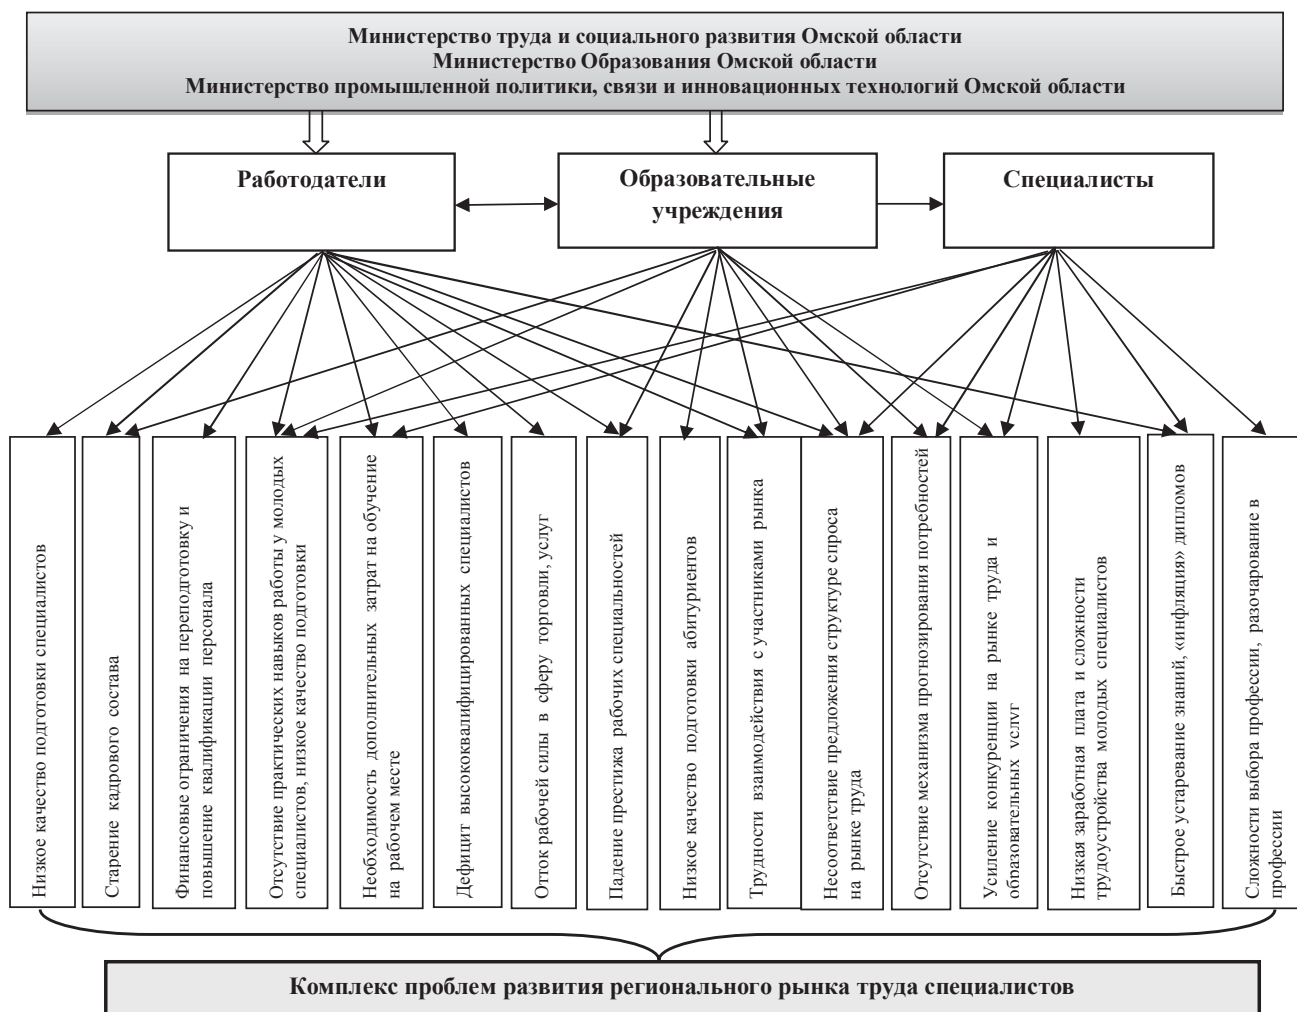 Министерство труда и социального развития Омской области
Министерство Образования Омской области
Министерство промышленной политики, связи и инновационных технологий Омской области
Работодатели
Образовательные
учреждения
Специалисты
Низкое качество подготовки специалистов
Старение кадрового состава
Финансовые ограничения на переподготовку и
повышение квалификации персонала
Отсутствие практических навыков работы у молодых
специалистов, низкое качество подготовки
Необходимость дополнительных затрат на обучение
на рабочем месте
Дефицит высококвалифицированных специалистов
Отток рабочей силы в сферу торговли, услуг
Падение престижа рабочих специальностей
Низкое качество подготовки абитуриентов
Трудности взаимодействия с участниками рынка
Несоответствие предложения структуре спроса
на рынке труда
Отсутствие механизма прогнозирования потребностей
Усиление конкуренции на рынке труда и
образовательных услуг
Низкая заработная плата и сложности
трудоустройства молодых специалистов
Быстрое устаревание знаний, «инфляция» дипломов
Сложности выбора профессии, разочарование в
профессии
Комплекс проблем развития регионального рынка труда специалистов